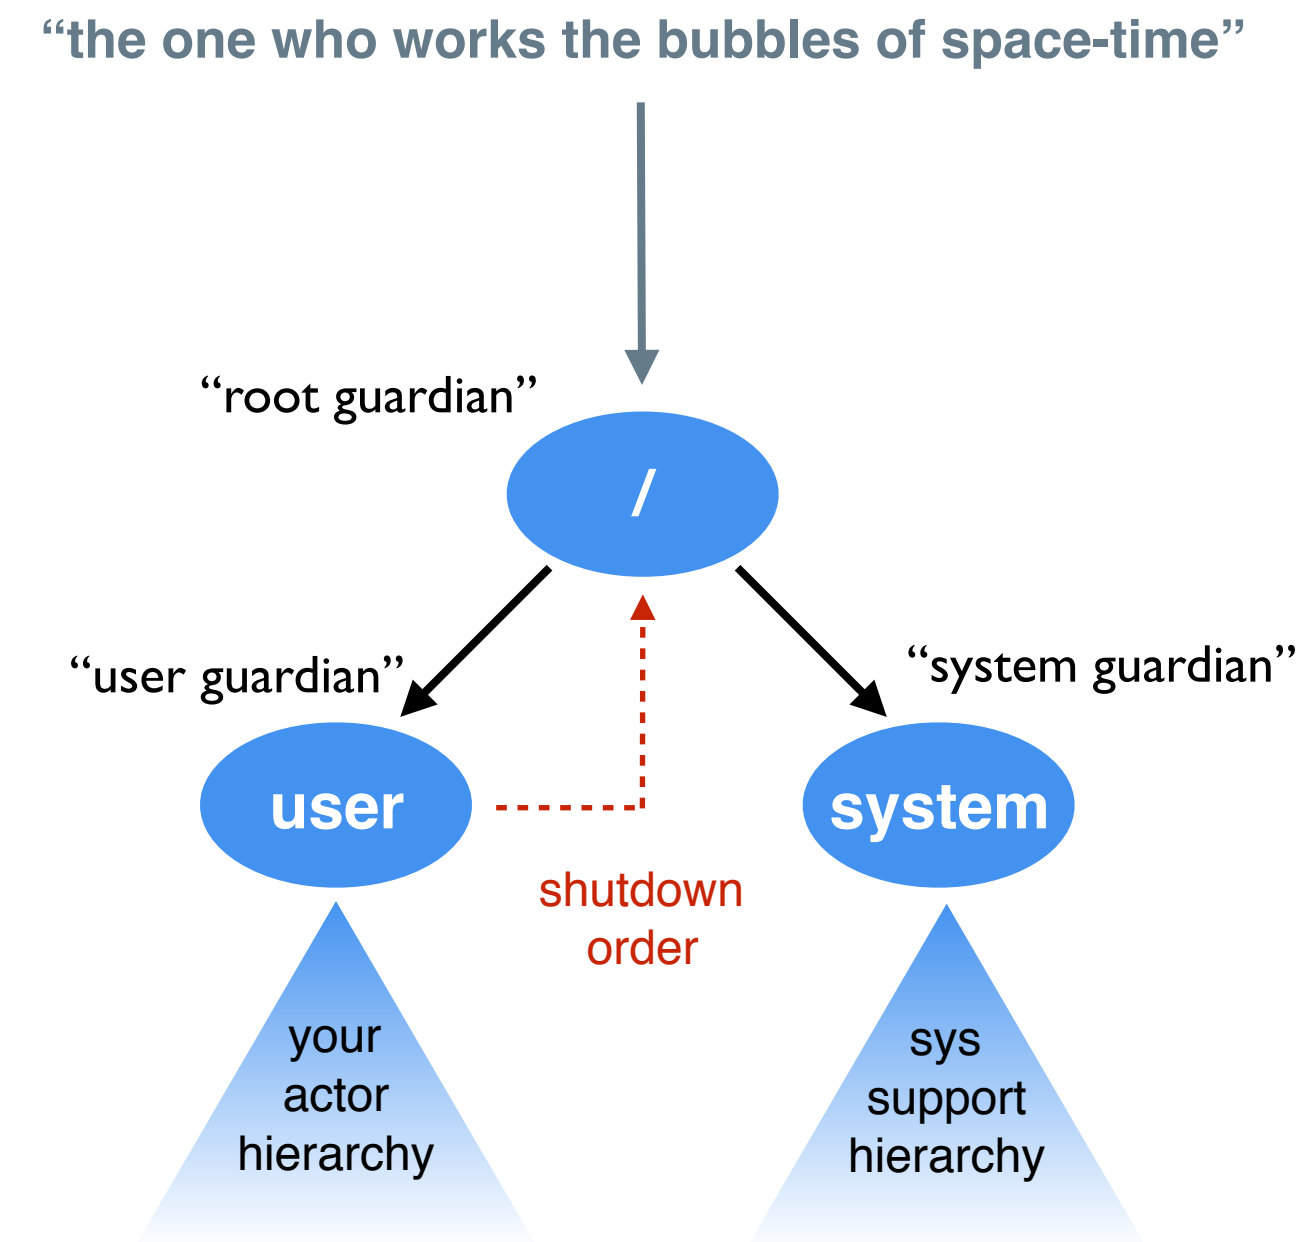 “the one who works the bubbles of space-time”
“root guardian”
/
“user guardian”
“system guardian”
user
system
shutdown
order
your
actor
hierarchy
sys
support
hierarchy